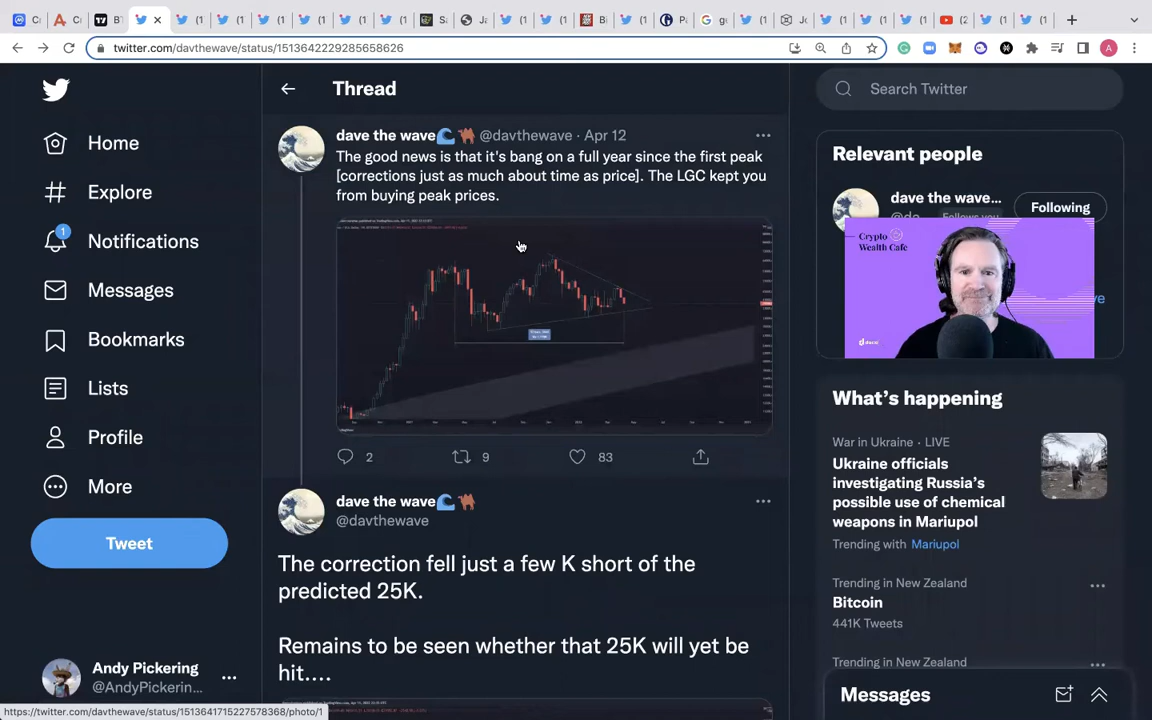 twitter.com/davthewave/status/1513642229285658626
Thread
Search Twitter
Home
Explore
1
Notifications
Messages
Bookmarks
Lists
Profile
More
Tweet
Andy Pickering
@AndyPickerin...
https://twitter.com/davthewave/status/1513641715227578368/photo/1
dave the wave🌊🐫 @davthewave · Apr 12
The good news is that it's bang on a full year since the first peak
[corrections just as much about time as price]. The LGC kept you
from buying peak prices.
2
9
83
dave the wave🌊🐫
@davthewave
The correction fell just a few K short of the
predicted 25K.
Remains to be seen whether that 25K will yet be
hit....
Relevant people
dave the wave...
Following
Follows you
Crypto
Wealth Cafe
What's happening
War in Ukraine · LIVE
Ukraine officials
investigating Russia's
possible use of chemical
weapons in Mariupol
Trending with Mariupol
Trending in New Zealand
Bitcoin
441K Tweets
Trending in New Zealand
Messages